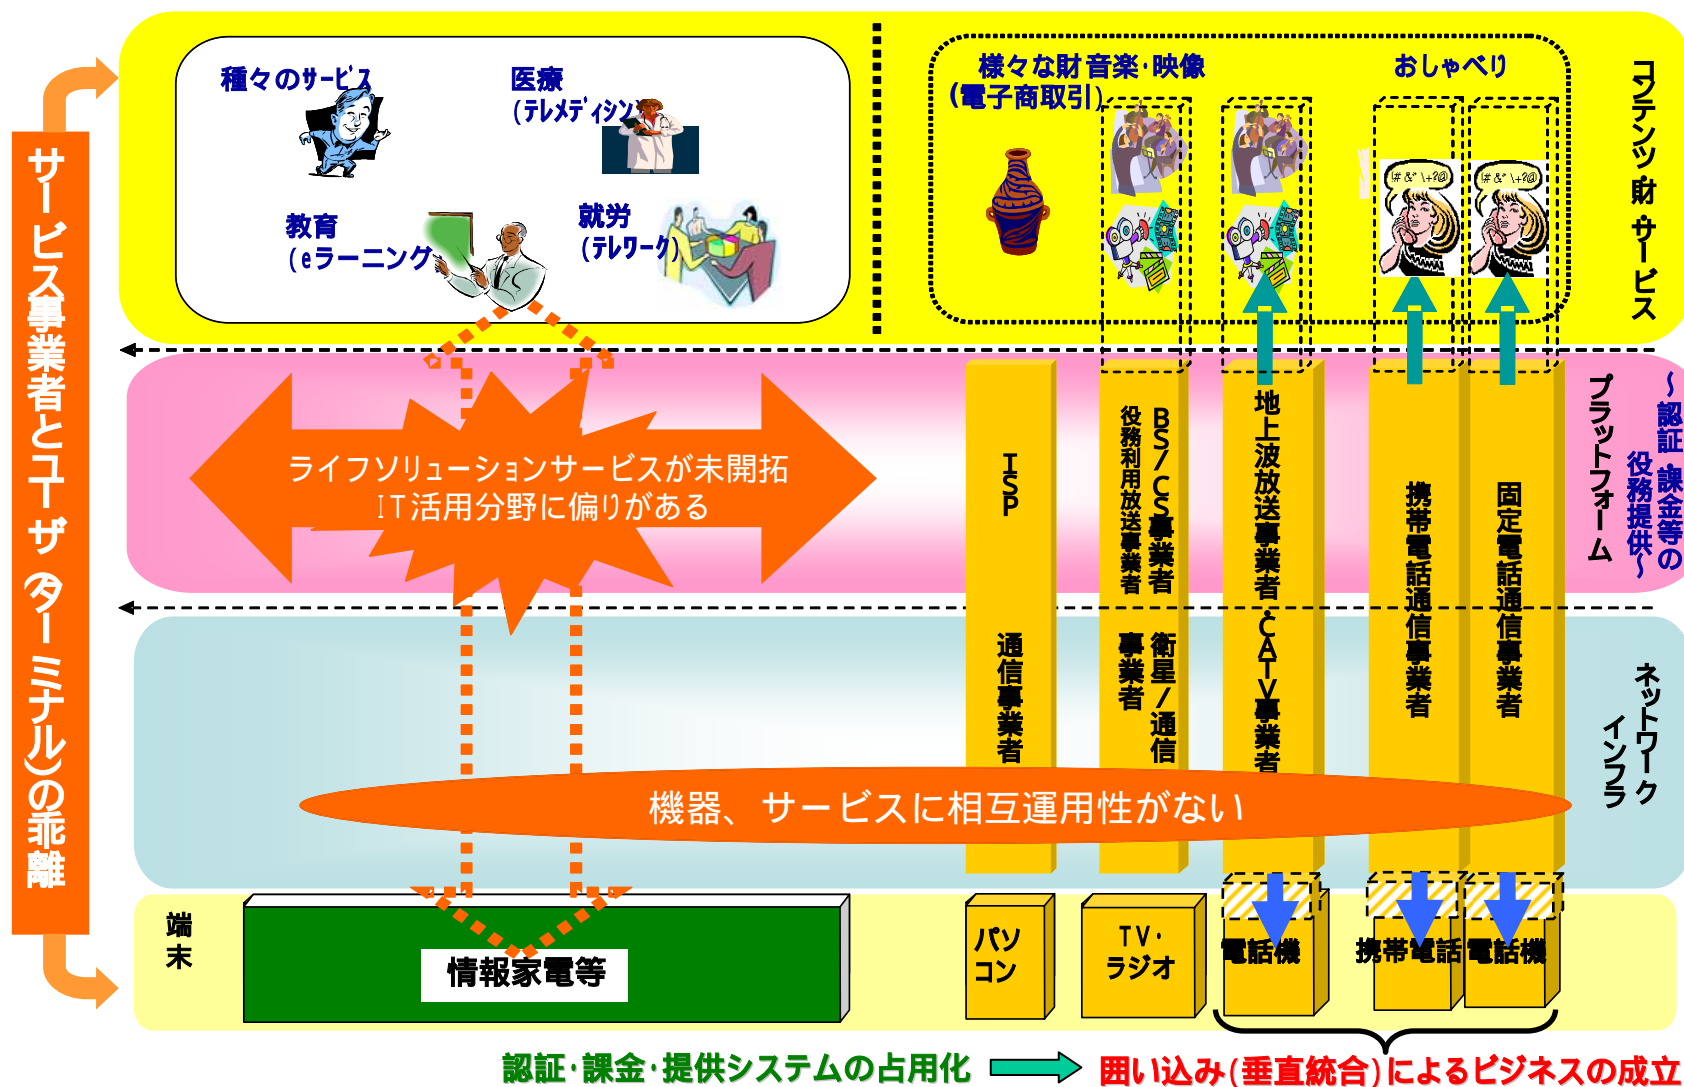 種々のサービス
医療
(テレメディシン)
教育
(eラーニング
就労
(テレワーク)
様々な財
(電子商取引)
音楽・映像
おしゃべり
!# &* \+?@
!# &* \+?@
コンテンツ・財・サービス
サービス事業者とユーザ(ターミナル)の乖離
ライフソリューションサービスが未開拓
IT活用分野に偏りがある
ISP
通信事業者
BS/CS事業者
役務利用放送事業者
衛星/通信
事業者
地上波放送事業者・CATV事業者
携帯電話通信事業者
固定電話通信事業者
プラットフォーム
~認証・課金等の
役務提供~
ネットワーク
インフラ
機器、サービスに相互運用性がない
端末
情報家電等
パソ
コン
TV・
ラジオ
電話機
携帯電話
電話機
認証・課金・提供システムの占用化
囲い込み(垂直統合)によるビジネスの成立